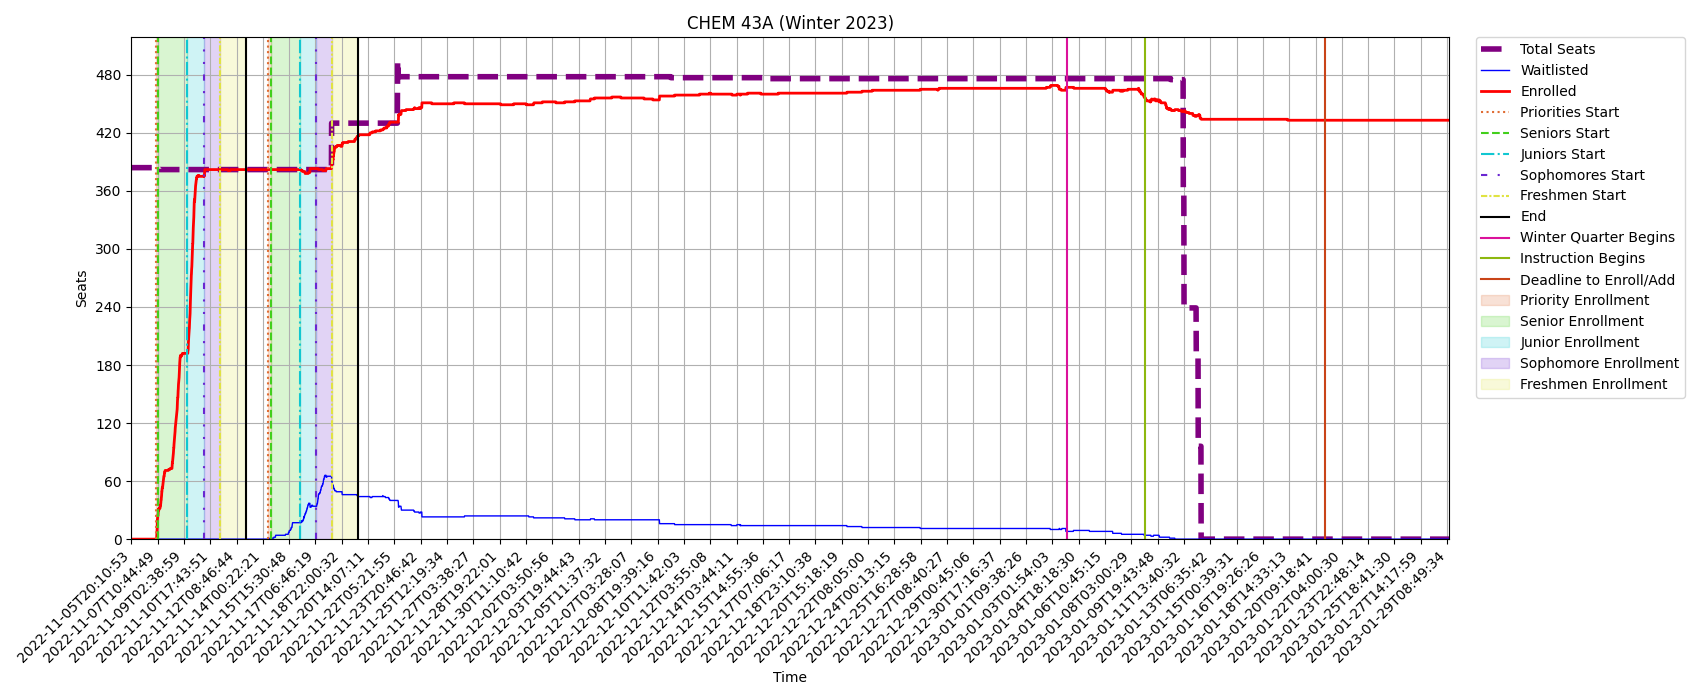 CHEM 43A (Winter 2023)
Seats
480
420
360
300
240
180
120
60
0
2022-11-05T20:10:53
2022-11-07T10:44:49
2022-11-09T02:38:59
2022-11-10T17:43:51
2022-11-12T08:46:44
2022-11-14T00:22:21
2022-11-15T15:30:48
2022-11-17T06:46:19
2022-11-18T22:00:32
2022-11-20T14:07:11
2022-11-22T05:21:55
2022-11-23T20:46:42
2022-11-25T12:19:34
2022-11-27T03:38:27
2022-11-28T19:22:01
2022-11-30T11:10:42
2022-12-02T03:50:56
2022-12-03T19:44:43
2022-12-05T11:37:32
2022-12-07T03:28:07
2022-12-08T19:39:16
2022-12-10T11:42:03
2022-12-12T03:55:08
2022-12-14T03:44:11
2022-12-15T14:55:36
2022-12-17T07:06:17
2022-12-18T23:10:38
2022-12-20T15:18:19
2022-12-22T08:05:00
2022-12-24T00:13:15
2022-12-25T16:28:58
2022-12-27T08:40:27
2022-12-29T00:45:06
2022-12-30T17:16:37
2023-01-01T09:38:26
2023-01-03T01:54:03
2023-01-04T18:18:30
2023-01-06T10:45:15
2023-01-08T03:00:29
2023-01-09T19:43:48
2023-01-11T13:40:32
2023-01-13T06:35:42
2023-01-15T00:39:31
2023-01-16T19:26:26
2023-01-18T14:33:13
2023-01-20T09:18:41
2023-01-22T04:00:30
2023-01-23T22:48:14
2023-01-25T18:41:30
2023-01-27T14:17:59
2023-01-29T08:49:34
Time
Total Seats
Waitlisted
Enrolled
Priorities Start
Seniors Start
Juniors Start
Sophomores Start
Freshmen Start
End
Winter Quarter Begins
Instruction Begins
Deadline to Enroll/Add
Priority Enrollment
Senior Enrollment
Junior Enrollment
Sophomore Enrollment
Freshmen Enrollment